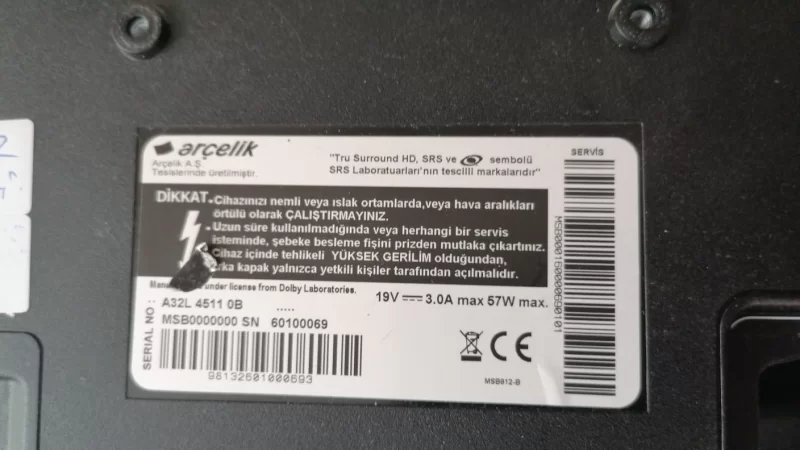 arçelik
Arçelik A.Ş.
Tesislerinde üretilmiştir.
"Tru Surround HD, SRS ve sembolü
SRS Laboratuarları'nın tescilli markalarıdır"
SERVİS
DİKKAT • Cihazınızı nemli veya ıslak ortamlarda,veya hava aralıkları
örtülü olarak ÇALIŞTIRMAYINIZ.
• Uzun süre kullanılmadığında veya herhangi bir servis
isteminde, şebeke besleme fişini prizden mutlaka çıkartınız.
Cihaz içinde tehlikeli YÜKSEK GERİLİM olduğundan,
arka kapak yalnızca yetkili kişiler tarafından açılmalıdır.
under license from Dolby Laboratories.
19V 3.0A max 57W max.
SERIAL NO :
A32L 4511 0B .....
MSB0000000 SN 60100069
98132601000693
CE
MSB912-B